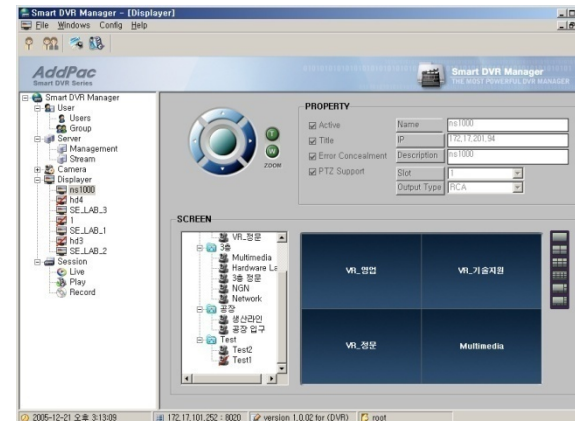 Smart DVR Manager - [Displayer]
File Windows Config Help
AddPac
Smart DVR Series
Smart DVR Manager
THE MOST POWERFUL DVR MANAGER
Smart DVR Manager
User
Users
Group
Server
Management
Stream
Camera
Displayer
ns1000
hd4
SE_LAB_3
1
SE_LAB_1
hd3
SE_LAB_2
Session
Live
Play
Record
T
W
ZOOM
PROPERTY
Active
Title
Error Concealment
PTZ Support
Name ns1000
IP 172,17,201,94
Description ns1000
Slot 1
Output Type RCA
SCREEN
VR_정문
3층
Multimedia
Hardware La
3층 정문
NGN
Network
공장
생산라인
공장 입구
Test
Test2
Test1
VR_영업
VR_기술지원
VR_정문
Multimedia
2005-12-21 오후 3:13:09
172.17.101.252 : 8020
version 1.0.02 for (DVR)
root